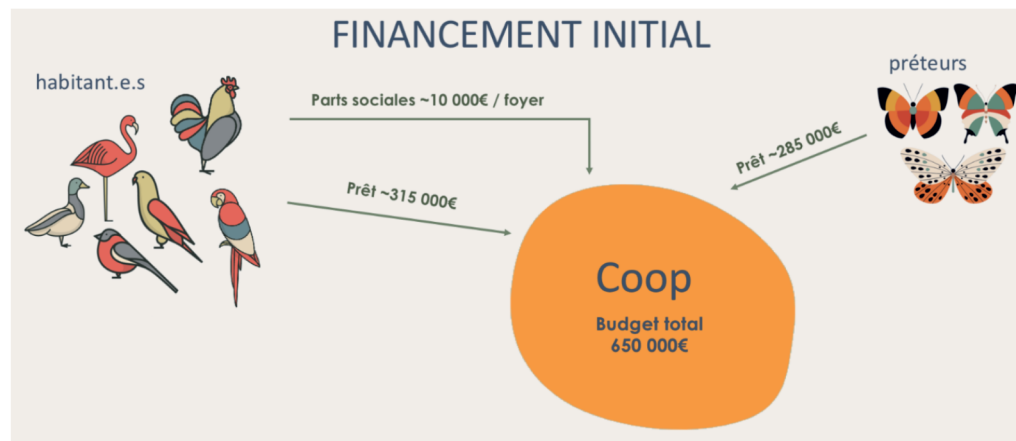 FINANCEMENT INITIAL
habitant.e.s
préteurs
Parts sociales ~10 000€ / foyer
Prêt ~285 000€
Prêt ~315 000€
Coop
Budget total
650 000€